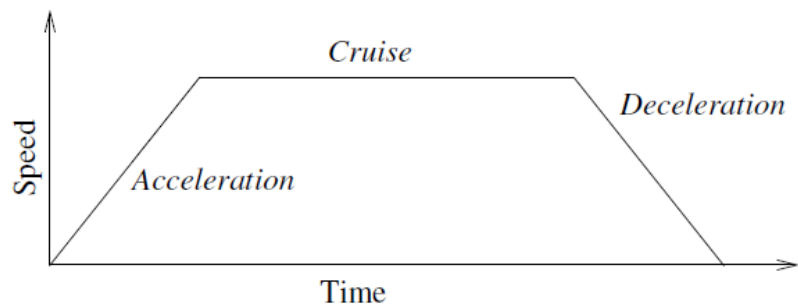 Cruise
Deceleration
Acceleration
Speed
Time